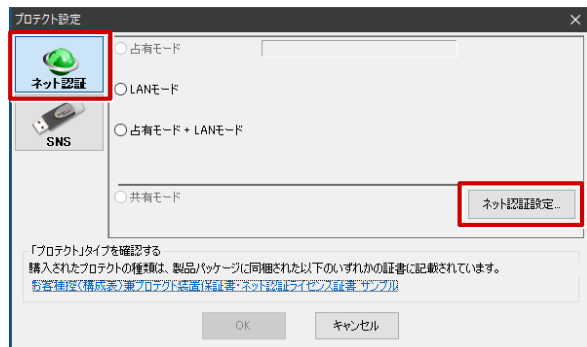 プロテクト設定
ネット認証
SNS
占有モード
LANモード
占有モード + LANモード
共有モード
ネット認証設定...
「プロテクト」タイプを確認する
購入されたプロテクトの種類は、製品パッケージに同梱された以下のいずれかの証書に記載されています。
お客様控(構成表)兼プロテクト装置保証書・ネット認証ライセンス証書 サンプル
OK
キャンセル